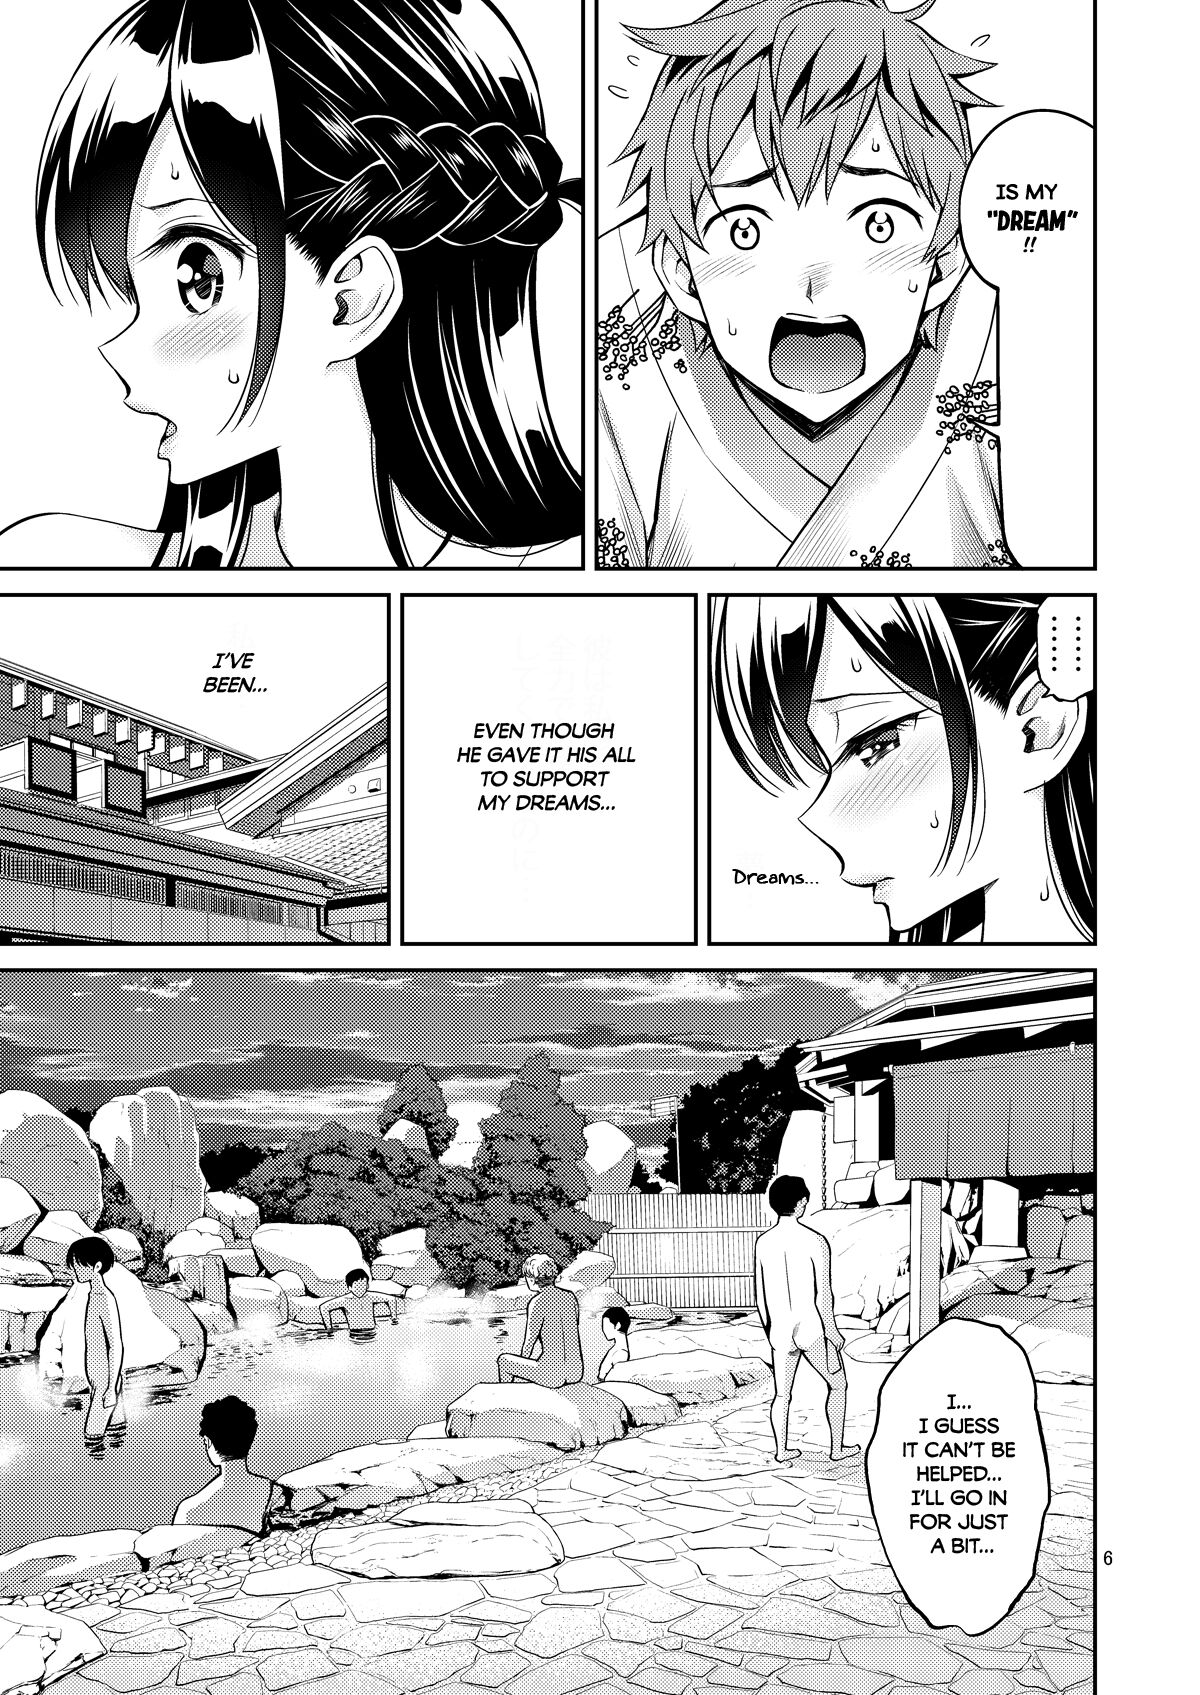 IS MY
"DREAM"
!!
Dreams...
EVEN THOUGH
HE GAVE IT HIS ALL
TO SUPPORT
MY DREAMS...
I'VE
BEEN...
I...
I GUESS
IT CAN'T BE
HELPED...
I'LL GO IN
FOR JUST
A BIT...
6